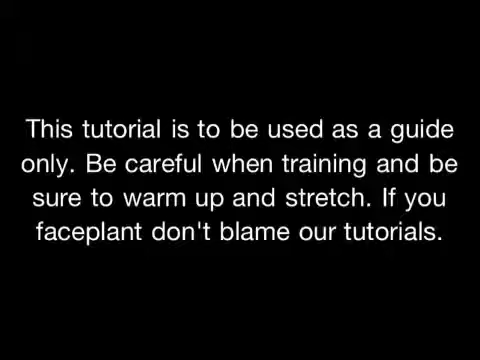 This tutorial is to be used as a guide
only. Be careful when training and be
sure to warm up and stretch. If you
faceplant don't blame our tutorials.